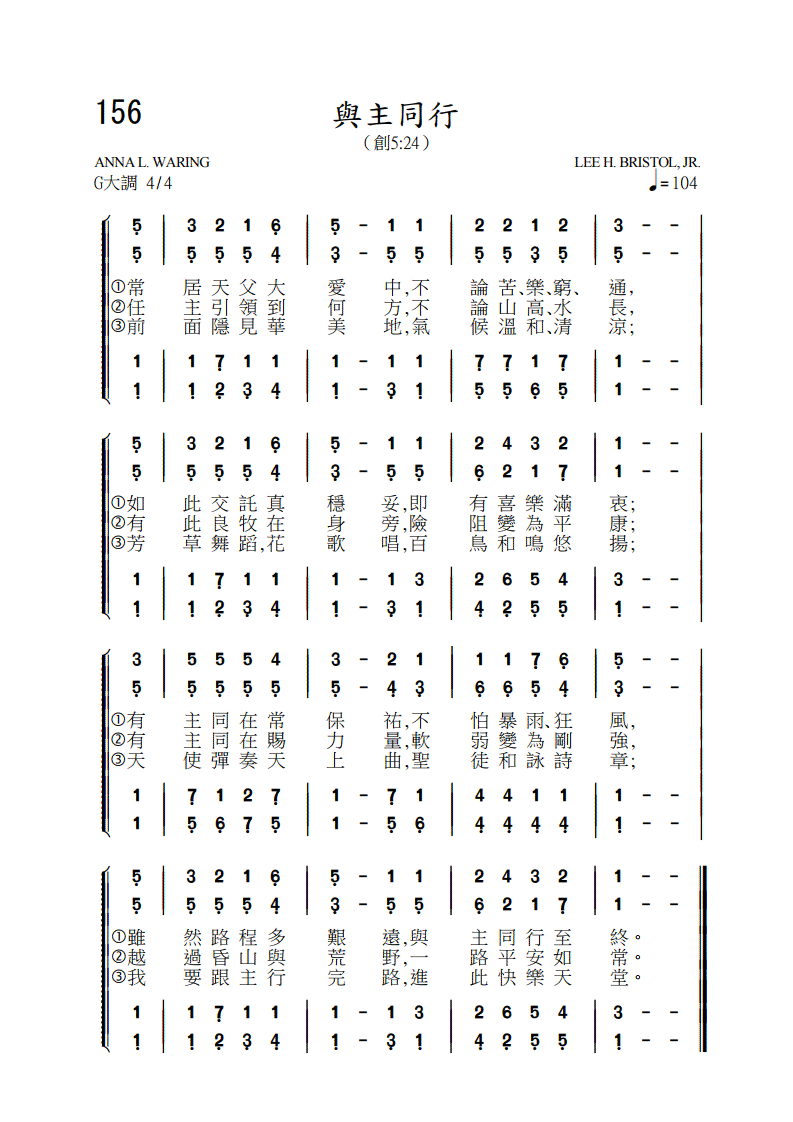 156
與主同行
（創5:24）
ANNA L. WARING
LEE H. BRISTOL, JR.
G大調 4/4
♩= 104
5̣ | 3 2 1 6̣ | 5̣ - 1 1 | 2 2 1 2 | 3 - - |
5̣ | 5̣ 5̣ 5̣ 4̣ | 3̣ - 5̣ 5̣ | 5̣ 5̣ 3̣ 5̣ | 5̣ - - |
①常 居天父大 愛 中,不 論苦、樂、窮、 通,
②任 主引領到 何 方,不 論山高、水 長,
③前 面隱見華 美 地,氣 候溫和、清 涼;
1 | 1 7̣ 1 1 | 1 - 1 1 | 7̣ 7̣ 1 7̣ | 1 - - |
1̣ | 1̣ 2̣ 3̣ 4̣ | 1̣ - 3̣ 1̣ | 5̣ 5̣ 6̣ 5̣ | 1 - - |
5̣ | 3 2 1 6̣ | 5̣ - 1 1 | 2 4 3 2 | 1 - - |
5̣ | 5̣ 5̣ 5̣ 4̣ | 3̣ - 5̣ 5̣ | 6̣ 2 1 7̣ | 1 - - |
①如 此交託真 穩 妥,即 有喜樂滿 衷;
②有 此良牧在 身 旁,險 阻變為平 康;
③芳 草舞蹈,花 歌 唱,百 鳥和鳴悠 揚;
1 | 1 7̣ 1 1 | 1 - 1 3 | 2 6 5 4 | 3 - - |
1̣ | 1̣ 2̣ 3̣ 4̣ | 1̣ - 3̣ 1̣ | 4̣ 2̣ 5̣ 5̣ | 1̣ - - |
3 | 5 5 5 4 | 3 - 2 1 | 1 1 7̣ 6̣ | 5̣ - - |
5̣ | 5̣ 5̣ 5̣ 5̣ | 5̣ - 4̣ 3̣ | 6̣ 6̣ 5̣ 4̣ | 3̣ - - |
①有 主同在常 保 祐,不 怕暴雨、狂 風,
②有 主同在賜 力 量,軟 弱變為剛 強,
③天 使彈奏天 上 曲,聖 徒和詠詩 章;
1 | 7̣ 1 2 7̣ | 1 - 7̣ 1 | 4 4 1 1 | 1 - - |
1 | 5̣ 6̣ 7̣ 5̣ | 1 - 5̣ 6̣ | 4̣ 4̣ 4̣ 4̣ | 1̣ - - |
5̣ | 3 2 1 6̣ | 5̣ - 1 1 | 2 4 3 2 | 1 - - ‖
5̣ | 5̣ 5̣ 5̣ 4̣ | 3̣ - 5̣ 5̣ | 6̣ 2 1 7̣ | 1 - - ‖
①雖 然路程多 艱 遠,與 主同行至 終。
②越 過昏山與 荒 野,一 路平安如 常。
③我 要跟主行 完 路,進 此快樂天 堂。
1 | 1 7̣ 1 1 | 1 - 1 3 | 2 6 5 4 | 3 - - ‖
1̣ | 1̣ 2̣ 3̣ 4̣ | 1̣ - 3̣ 1̣ | 4̣ 2̣ 5̣ 5̣ | 1̣ - - ‖